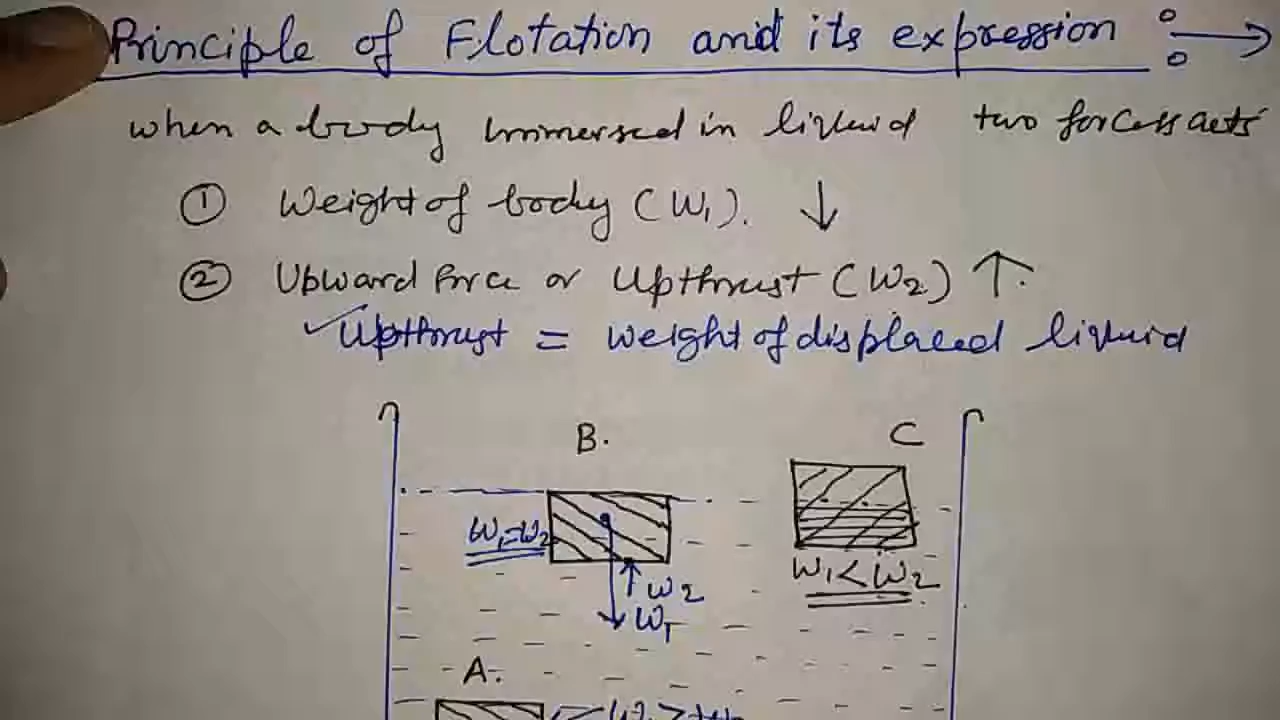 Principle of Flotation and its expression :→
when a body immersed in liquid two forcess acts
① Weight of body (W₁). ↓
② Upward Force or Upthrust (W₂) ↑.
✓Upthrust = weight of displaced liquid
B.
C
W₁=W₂
W₁<W₂
↑W₂
W₁
A.